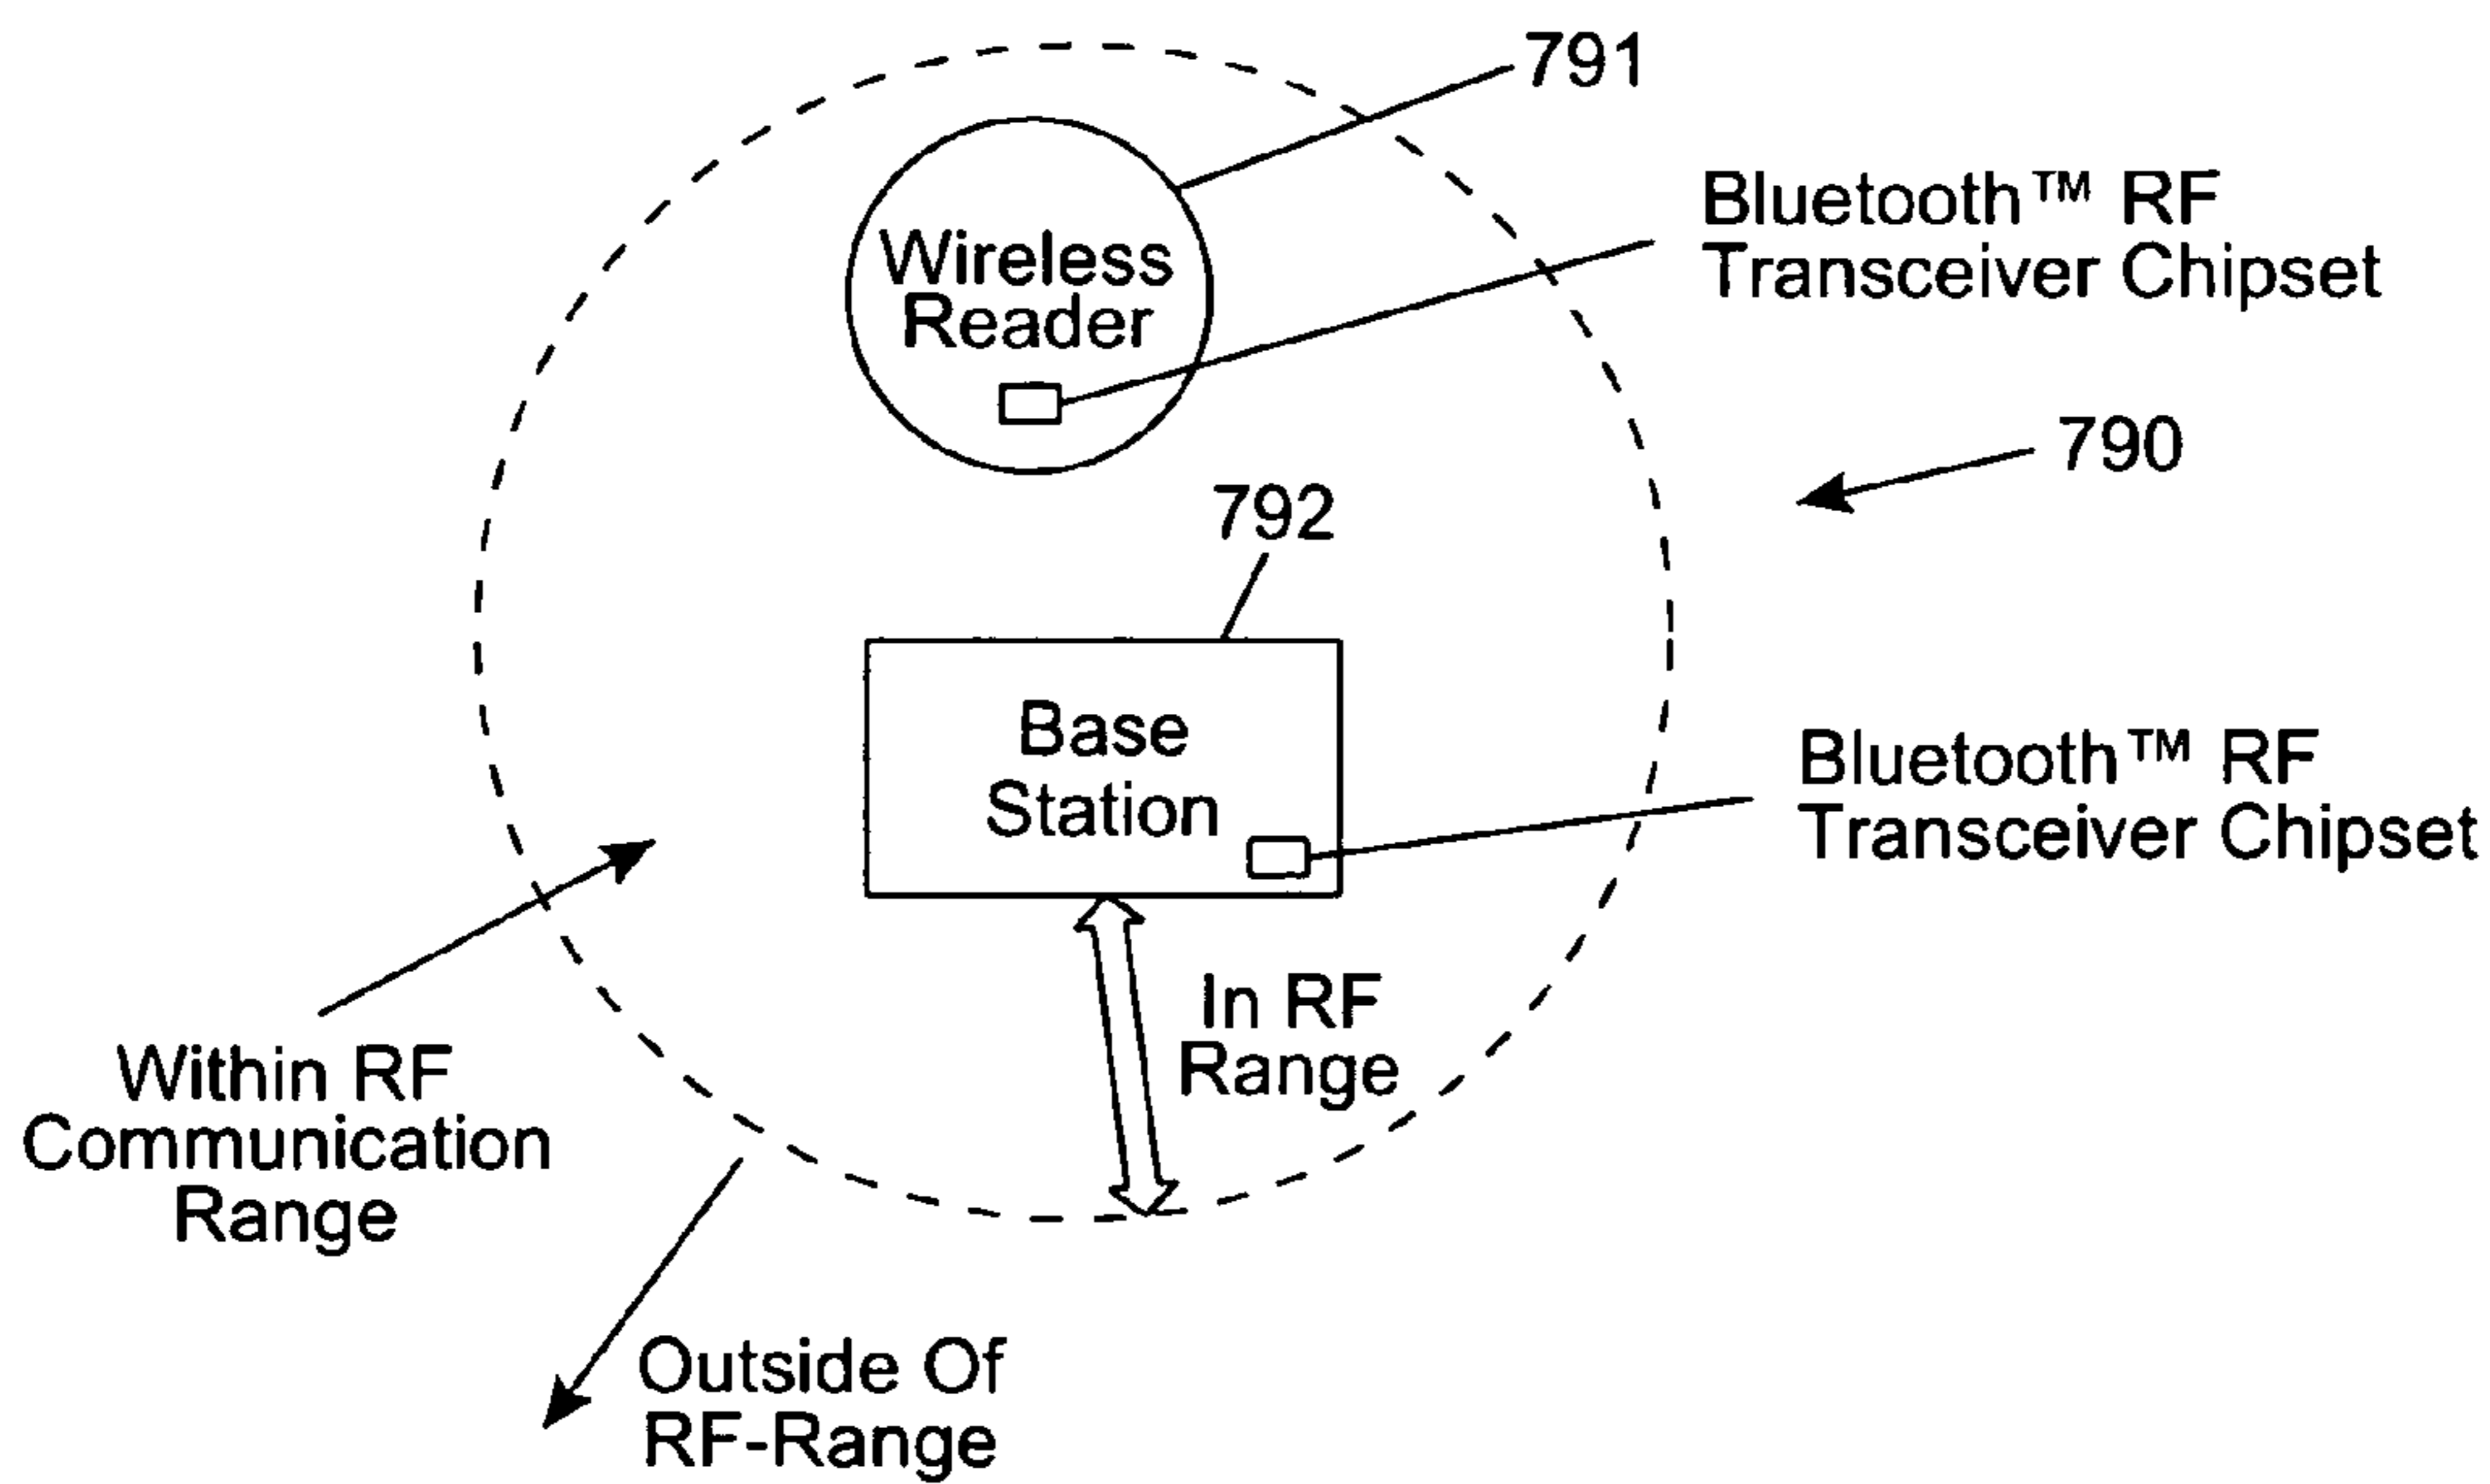 791
Bluetooth™ RF
Transceiver Chipset
Wireless
Reader
790
792
Base
Station
Bluetooth™ RF
Transceiver Chipset
In RF
Range
Within RF
Communication
Range
Outside Of
RF-Range